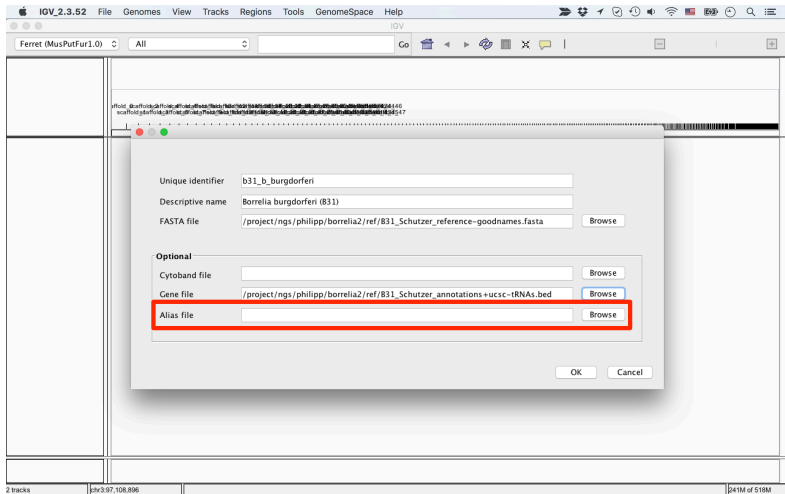 IGV_2.3.52 File Genomes View Tracks Regions Tools GenomeSpace Help
IGV
Ferret (MusPutFur1.0) All Go
Unique identifier b31_b_burgdorferi
Descriptive name Borrelia burgdorferi (B31)
FASTA file /project/ngs/philipp/borrelia2/ref/B31_Schutzer_reference-goodnames.fasta Browse
Optional
Cytoband file Browse
Gene file /project/ngs/philipp/borrelia2/ref/B31_Schutzer_annotations+ucsc-tRNAs.bed Browse
Alias file Browse
OK Cancel
2 tracks chr3:97,108,896 241M of 518M